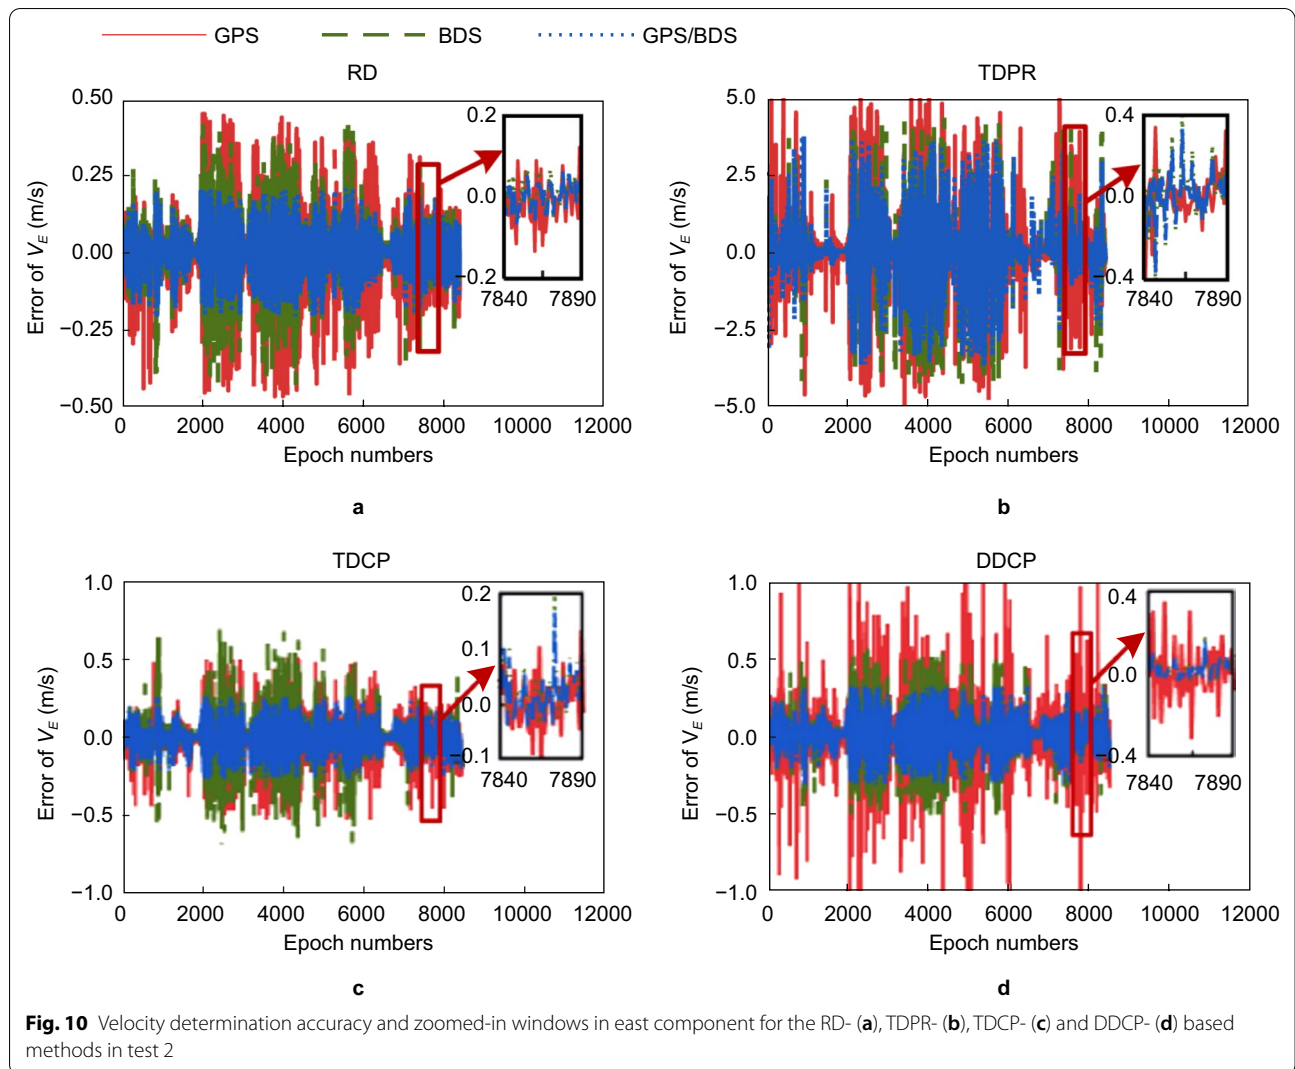 GPS BDS GPS/BDS
RD
0.50
0.25
0.00
−0.25
−0.50
Error of V_E (m/s)
0.2
0.0
−0.2
7840 7890
0 2000 4000 6000 8000 10000 12000
Epoch numbers
a
TDPR
5.0
2.5
0.0
−2.5
−5.0
Error of V_E (m/s)
0.4
0.0
−0.4
7840 7890
0 2000 4000 6000 8000 10000 12000
Epoch numbers
b
TDCP
1.0
0.5
0.0
−0.5
−1.0
Error of V_E (m/s)
0.2
0.1
0.0
−0.1
7840 7890
0 2000 4000 6000 8000 10000 12000
Epoch numbers
c
DDCP
1.0
0.5
0.0
−0.5
−1.0
Error of V_E (m/s)
0.4
0.0
−0.4
7840 7890
0 2000 4000 6000 8000 10000 12000
Epoch numbers
d
Fig. 10 Velocity determination accuracy and zoomed-in windows in east component for the RD- (a), TDPR- (b), TDCP- (c) and DDCP- (d) based
methods in test 2